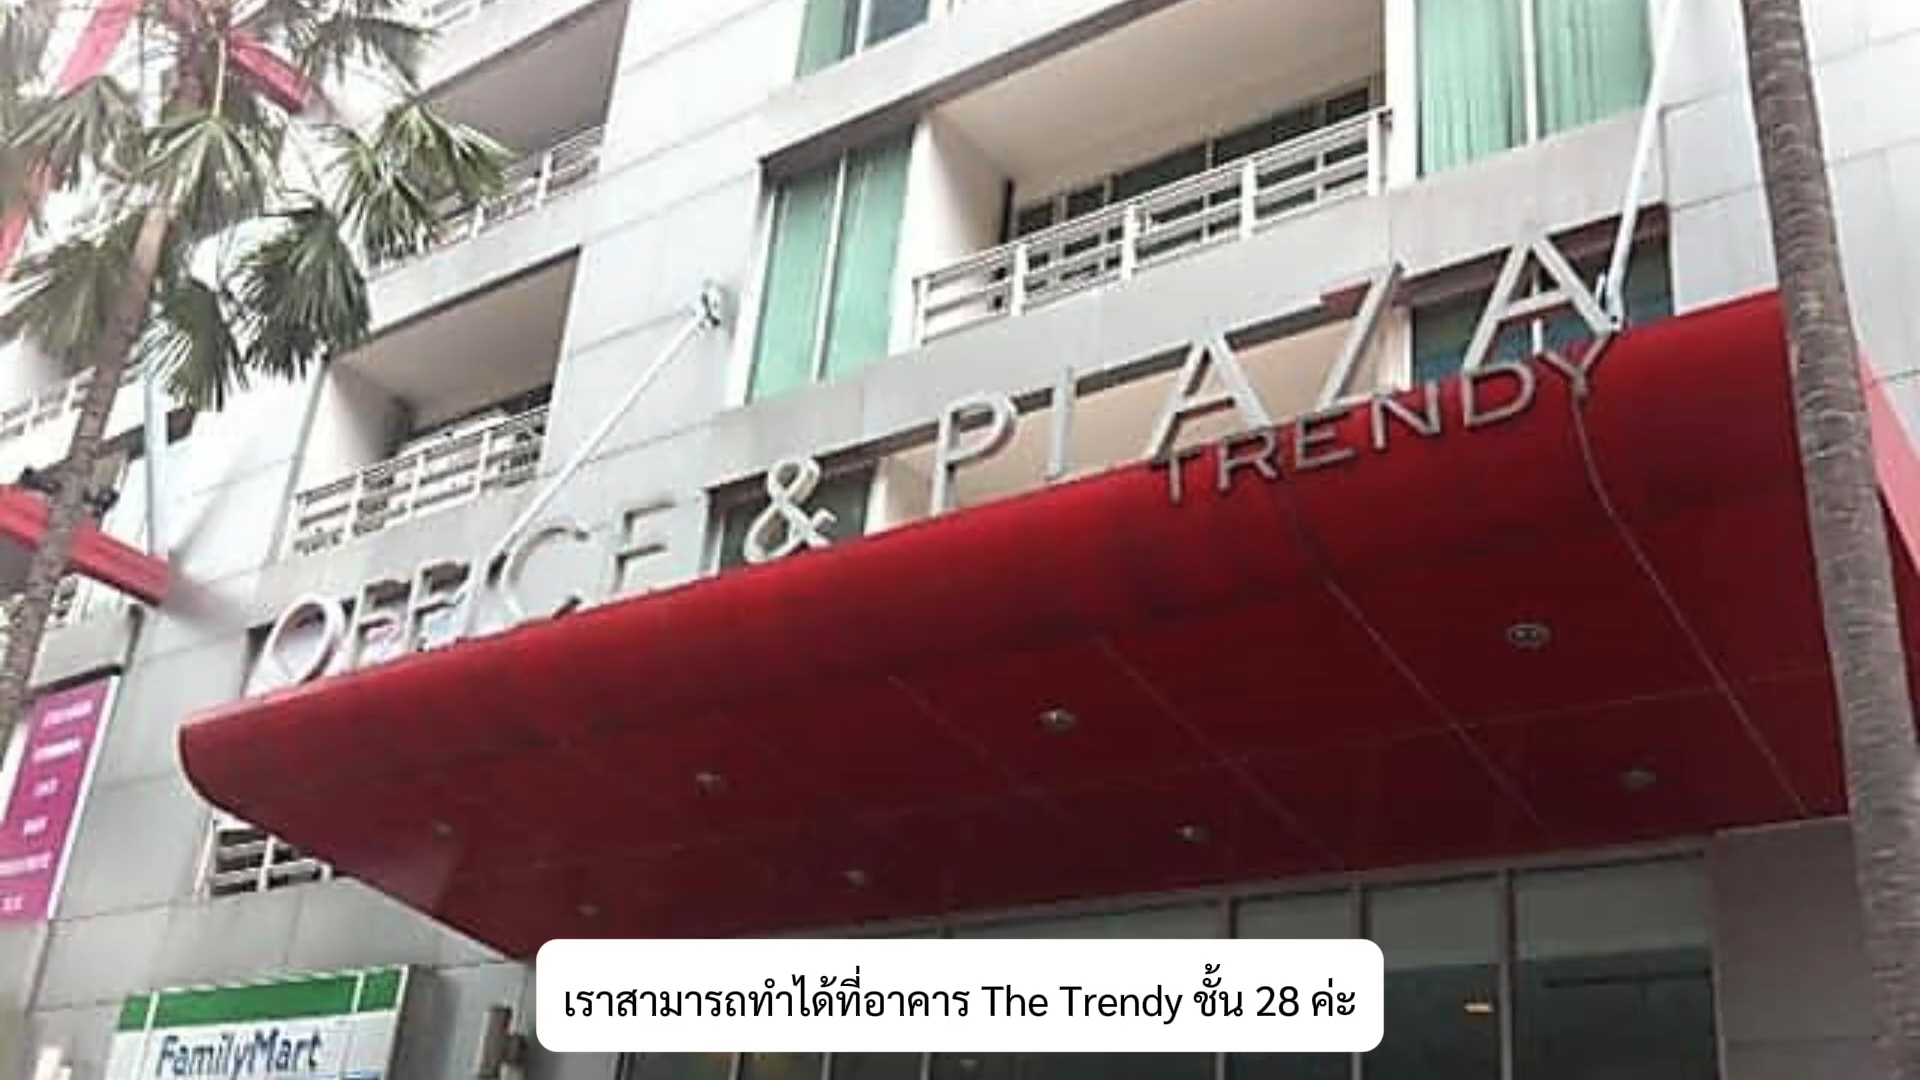 OFFICE & PLAZA
TRENDY
FamilyMart
เราสามารถทำได้ที่อาคาร The Trendy ชั้น 28 ค่ะ